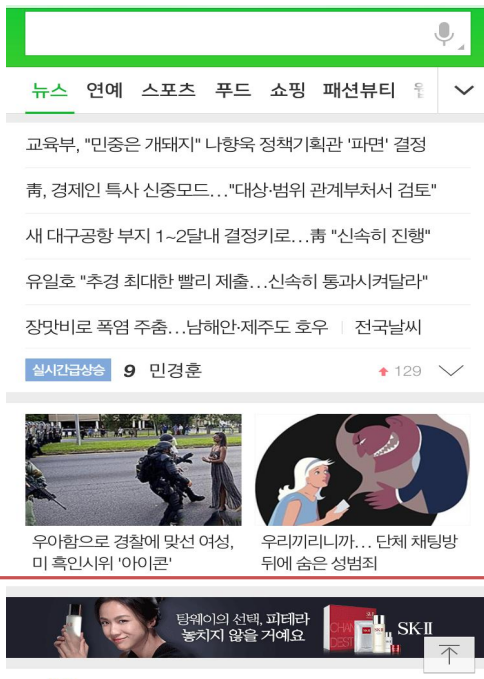 뉴스 연예 스포츠 푸드 쇼핑 패션뷰티
교육부, "민중은 개돼지" 나향욱 정책기획관 '파면' 결정
靑, 경제인 특사 신중모드…"대상·범위 관계부처서 검토"
새 대구공항 부지 1~2달내 결정키로…靑 "신속히 진행"
유일호 "추경 최대한 빨리 제출…신속히 통과시켜달라"
장맛비로 폭염 주춤…남해안·제주도 호우 전국날씨
실시간급상승 9 민경훈 129
우아함으로 경찰에 맞선 여성,
미 흑인시위 '아이콘'
우리끼리니까… 단체 채팅방
뒤에 숨은 성범죄
탕웨이의 선택, 피테라
놓치지 않을 거예요
SK-II